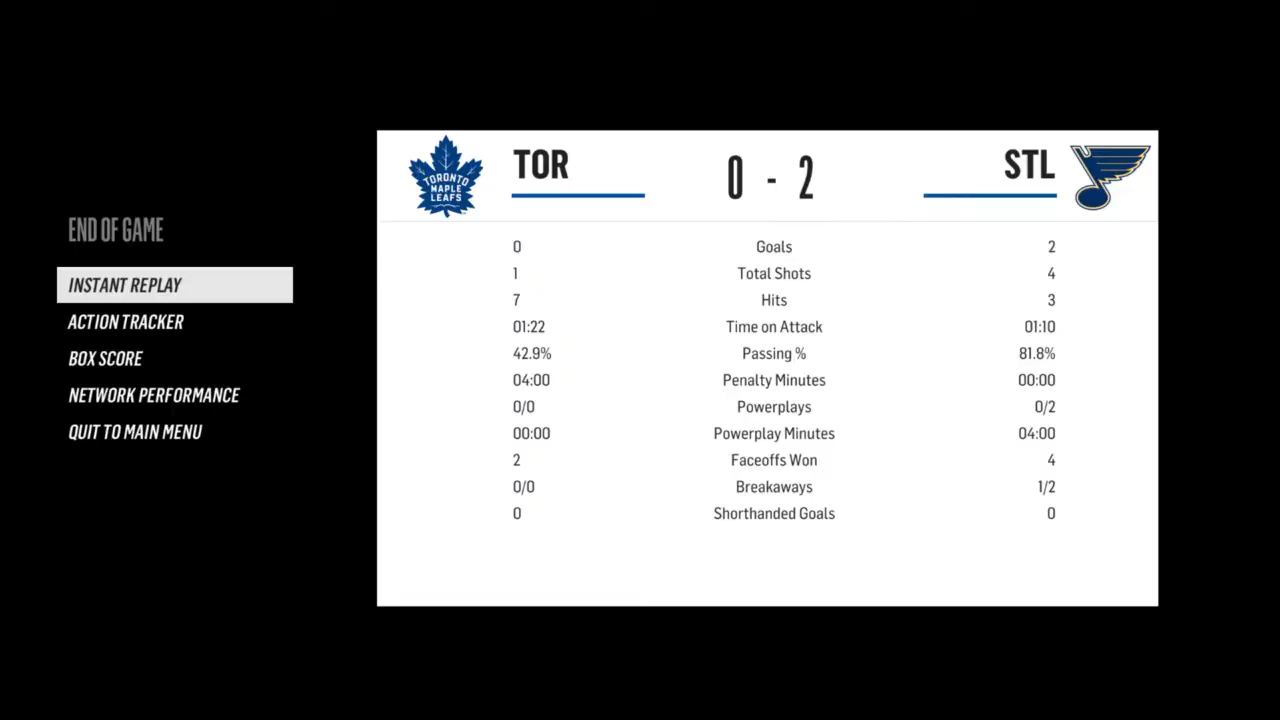 TORONTO
MAPLE
LEAFS
TOR
0 - 2
STL
END OF GAME
INSTANT REPLAY
ACTION TRACKER
BOX SCORE
NETWORK PERFORMANCE
QUIT TO MAIN MENU
0 Goals 2
1 Total Shots 4
7 Hits 3
01:22 Time on Attack 01:10
42.9% Passing % 81.8%
04:00 Penalty Minutes 00:00
0/0 Powerplays 0/2
00:00 Powerplay Minutes 04:00
2 Faceoffs Won 4
0/0 Breakaways 1/2
0 Shorthanded Goals 0